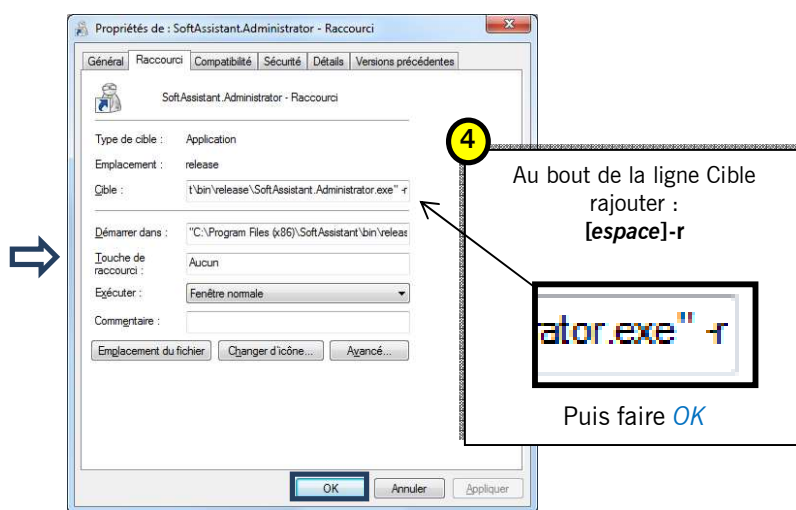 Propriétés de : SoftAssistant.Administrator - Raccourci
Général Raccourci Compatibilité Sécurité Détails Versions précédentes
SoftAssistant.Administrator - Raccourci
Type de cible : Application
Emplacement : release
Cible : t\bin\release\SoftAssistant.Administrator.exe" -r
Démarrer dans : "C:\Program Files (x86)\SoftAssistant\bin\releas
Touche de
raccourci :
Aucun
Exécuter : Fenêtre normale
Commentaire :
Emplacement du fichier Changer d'icône... Avancé...
OK Annuler Appliquer
4
Au bout de la ligne Cible
rajouter :
[espace]-r
ator.exe" -r
Puis faire OK